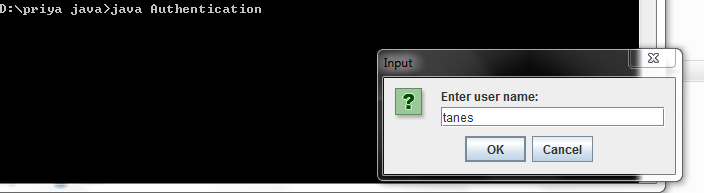 D:\priya java>java Authentication
Input
Enter user name:
tanes
OK
Cancel